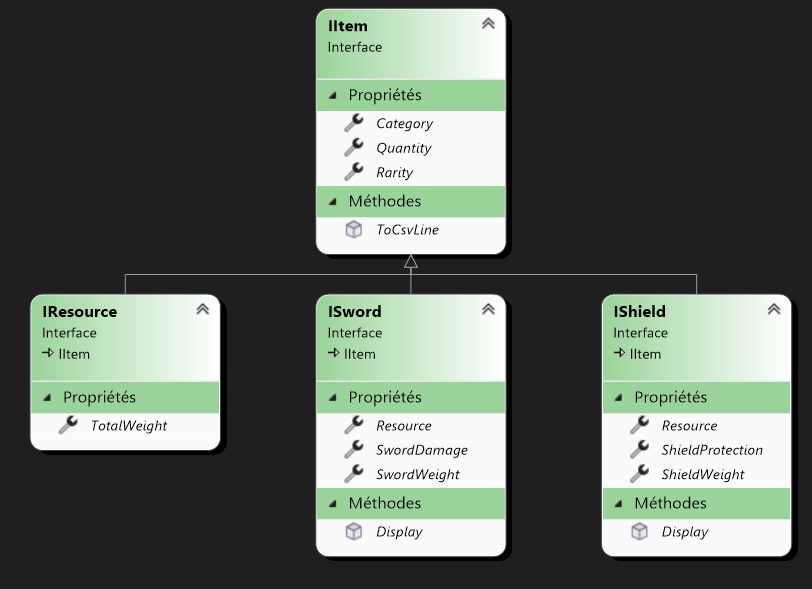 IItem
Interface
Propriétés
Category
Quantity
Rarity
Méthodes
ToCsvLine
IResource
Interface
IItem
Propriétés
TotalWeight
ISword
Interface
IItem
Propriétés
Resource
SwordDamage
SwordWeight
Méthodes
Display
IShield
Interface
IItem
Propriétés
Resource
ShieldProtection
ShieldWeight
Méthodes
Display